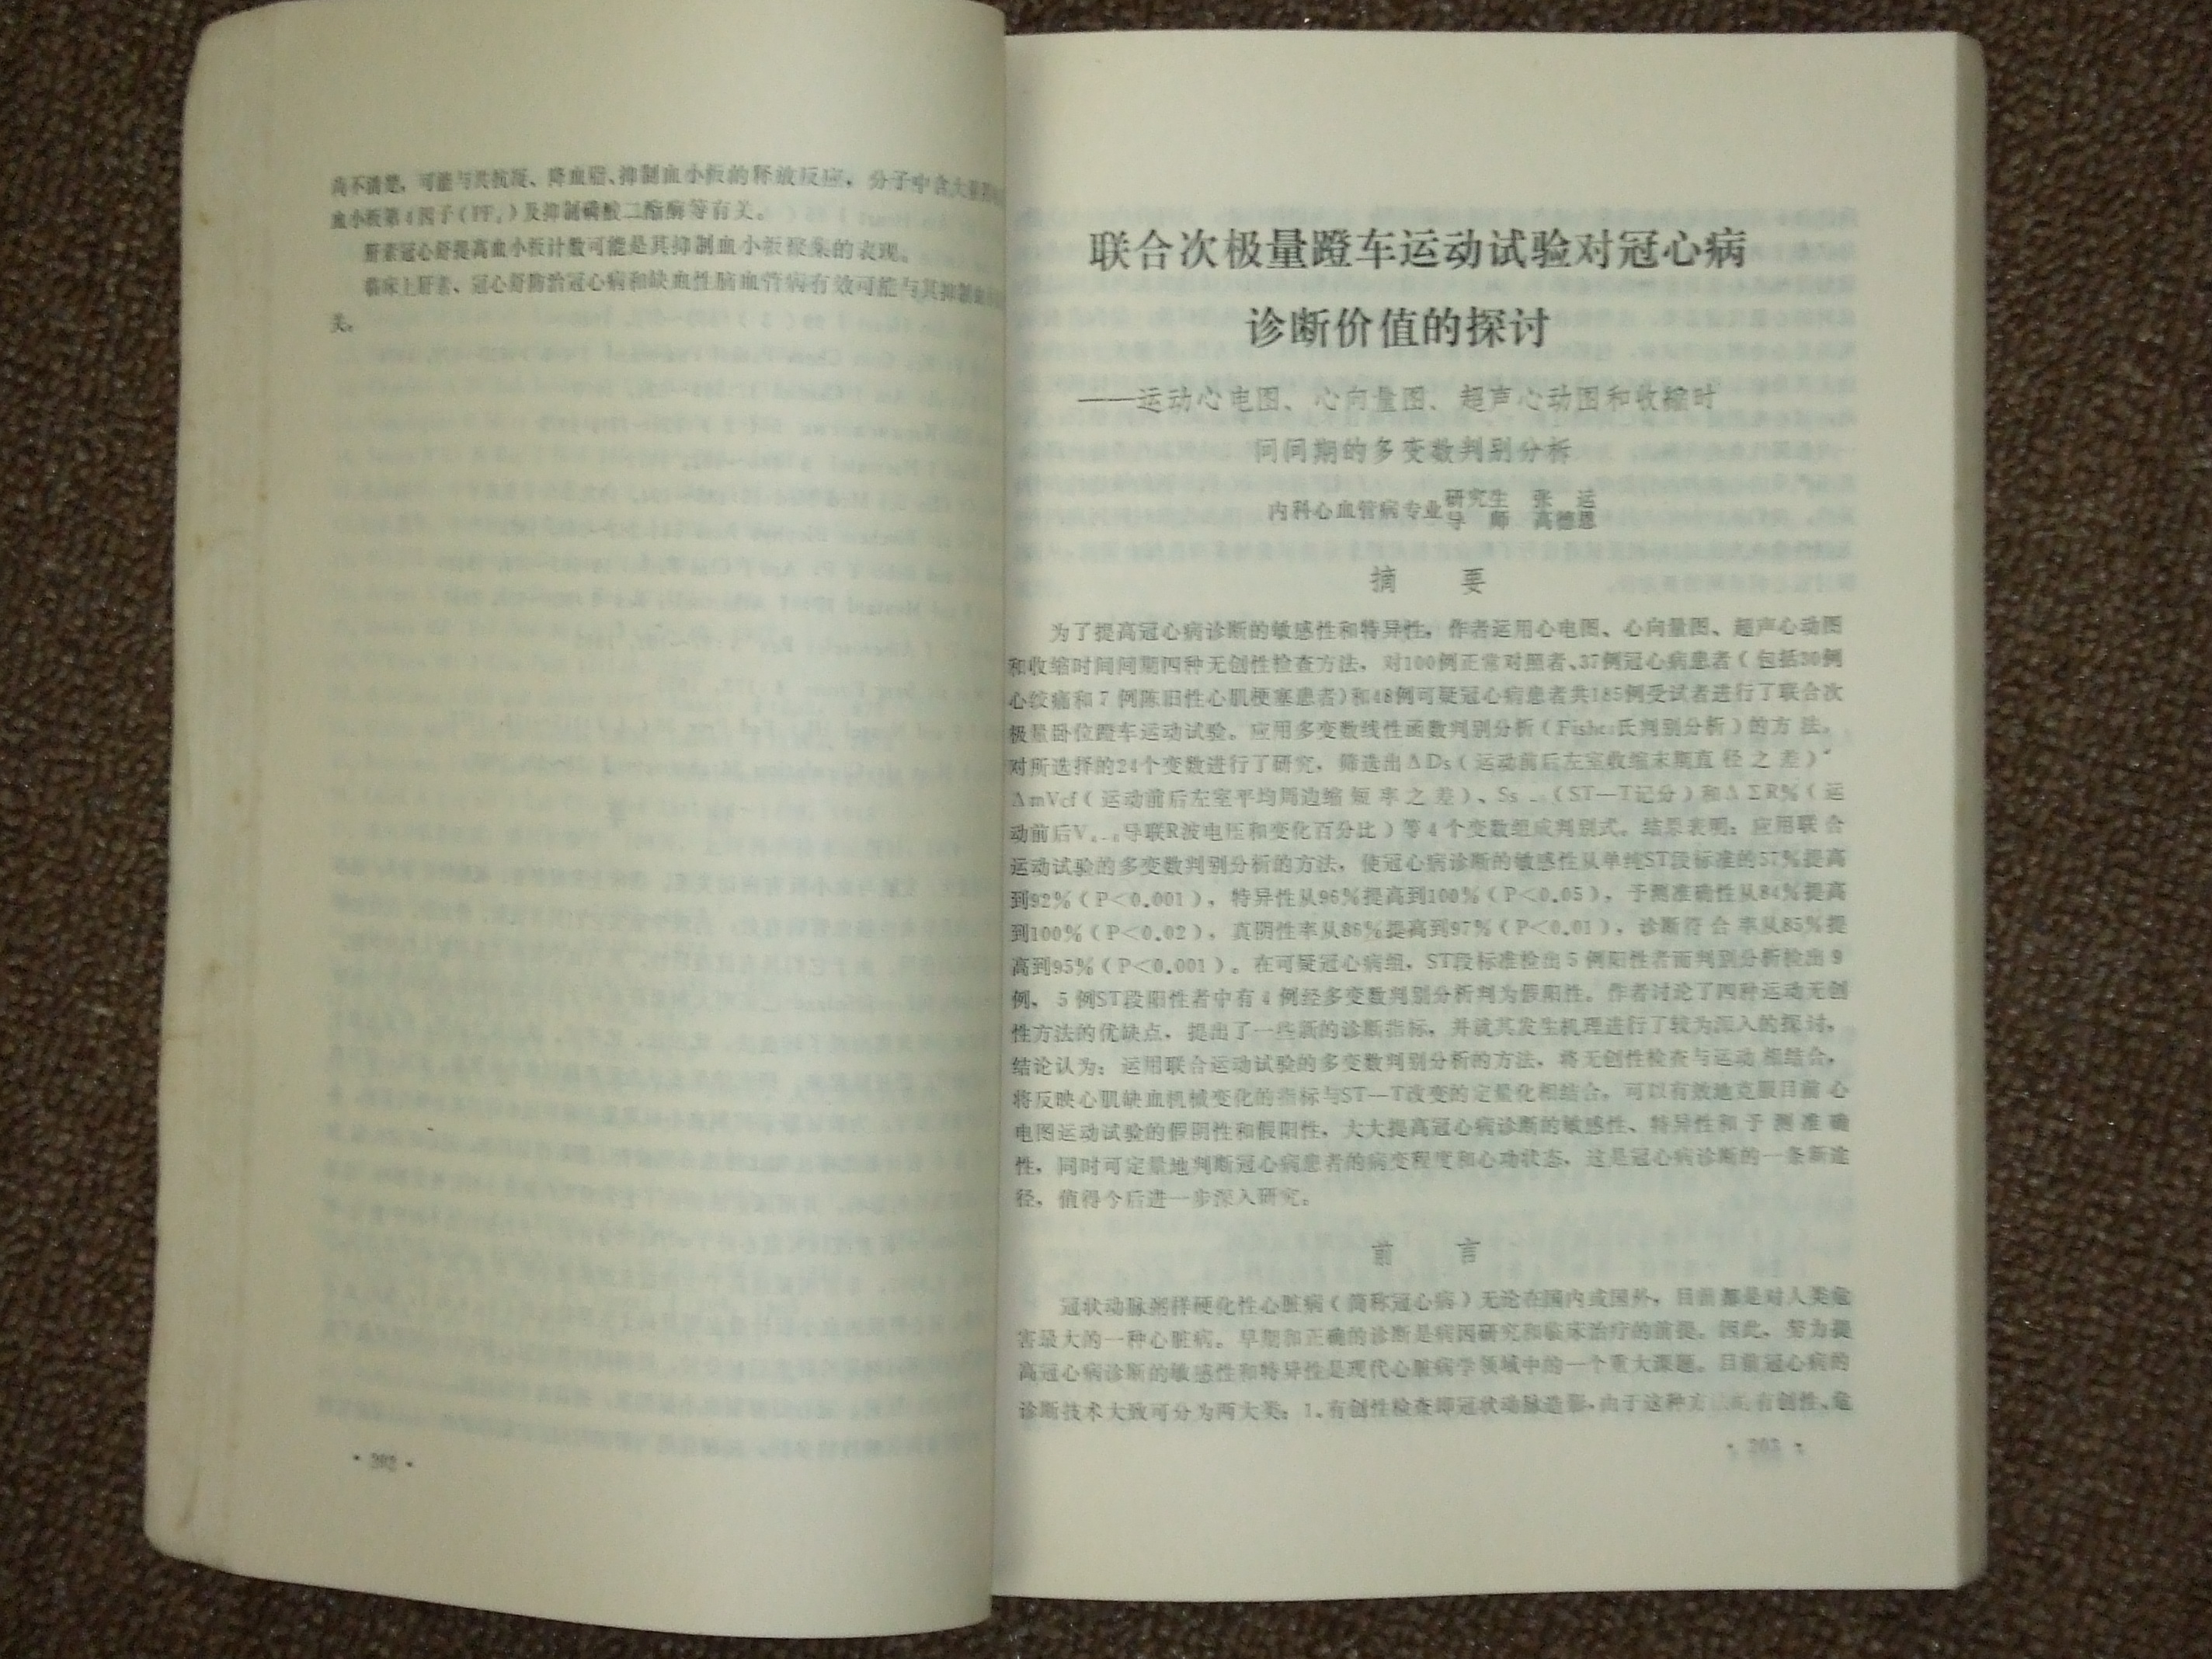 尚不清楚,可能与其抗凝、降血脂、抑制血小板的释放反应,分子中含大量
血小板第4因子(PF₄)及抑制磷酸二酯酶等有关。
肝素冠心舒提高血小板计数可能是其抑制血小板聚集的表现。
临床上肝素、冠心舒防治冠心病和缺血性脑血管病有效可能与其抑制血
关。
· 202 ·
联合次极量蹬车运动试验对冠心病
诊断价值的探讨
——运动心电图、心向量图、超声心动图和收缩时
间间期的多变数判别分析
内科心血管病专业 研究生 张 运
导 师 高德恩
摘 要
为了提高冠心病诊断的敏感性和特异性,作者运用心电图、心向量图、超声心动图
和收缩时间间期四种无创性检查方法,对100例正常对照者、37例冠心病患者(包括30例
心绞痛和7例陈旧性心肌梗塞患者)和48例可疑冠心病患者共185例受试者进行了联合次
极量卧位蹬车运动试验。应用多变数线性函数判别分析(Fisher氏判别分析)的方法,
对所选择的24个变数进行了研究,筛选出ΔDs(运动前后左室收缩末期直径之差)、
ΔmVcf(运动前后左室平均周边缩短率之差)、(ST—T记分)和ΔΣR%(运
动前后导联R波电压和变化百分比)等4个变数组成判别式。结果表明:应用联合
运动试验的多变数判别分析的方法,使冠心病诊断的敏感性从单纯ST段标准的57%提高
到92%(P<0.001),特异性从96%提高到100%(P<0.05),予测准确性从84%提高
到100%(P<0.02),真阴性率从86%提高到97%(P<0.01),诊断符合率从85%提
高到95%(P<0.001)。在可疑冠心病组,ST段标准检出5例阳性者而判别分析检出9
例,5例ST段阳性者中有4例经多变数判别分析判为假阳性。作者讨论了四种运动无创
性方法的优缺点,提出了一些新的诊断指标,并就其发生机理进行了较为深入的探讨,
结论认为:运用联合运动试验的多变数判别分析的方法,将无创性检查与运动相结合,
将反映心肌缺血机械变化的指标与ST—T改变的定量化相结合,可以有效地克服目前心
电图运动试验的假阴性和假阳性,大大提高冠心病诊断的敏感性、特异性和予测准确
性,同时可定量地判断冠心病患者的病变程度和心功状态,这是冠心病诊断的一条新途
径,值得今后进一步深入研究。
前 言
冠状动脉粥样硬化性心脏病(简称冠心病)无论在国内或国外,目前都是对人类危
害最大的一种心脏病。早期和正确的诊断是病因研究和临床治疗的前提。因此,努力提
高冠心病诊断的敏感性和特异性是现代心脏病学领域中的一个重大课题。目前冠心病的
诊断技术大致可分为两大类:1.有创性检查即冠状动脉造影,由于这种方法有创性、危
· 203 ·